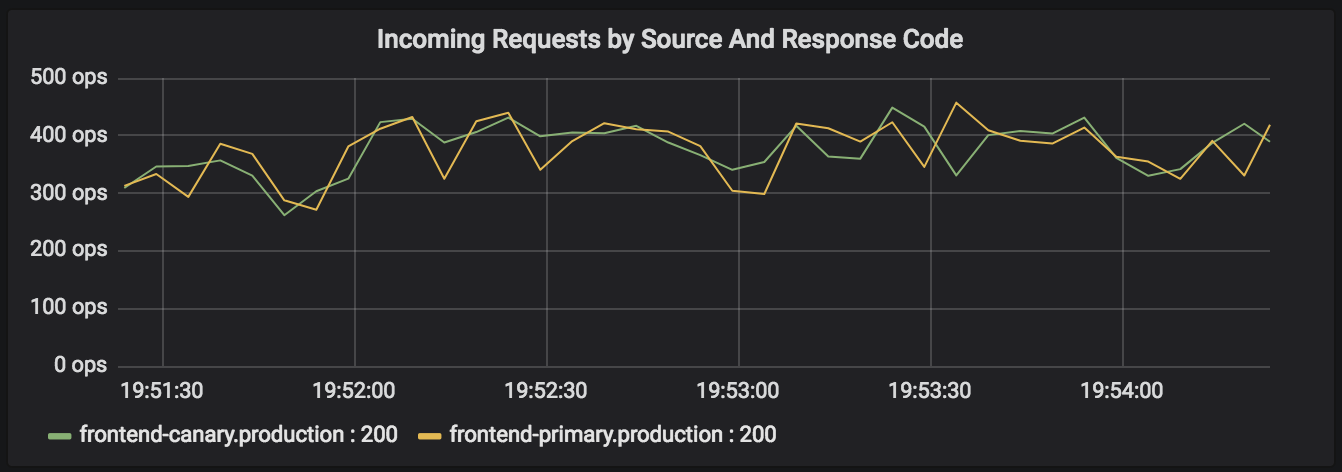 Incoming Requests by Source And Response Code
500 ops
400 ops
300 ops
200 ops
100 ops
0 ops
19:51:30 19:52:00 19:52:30 19:53:00 19:53:30 19:54:00
frontend-canary.production : 200 frontend-primary.production : 200